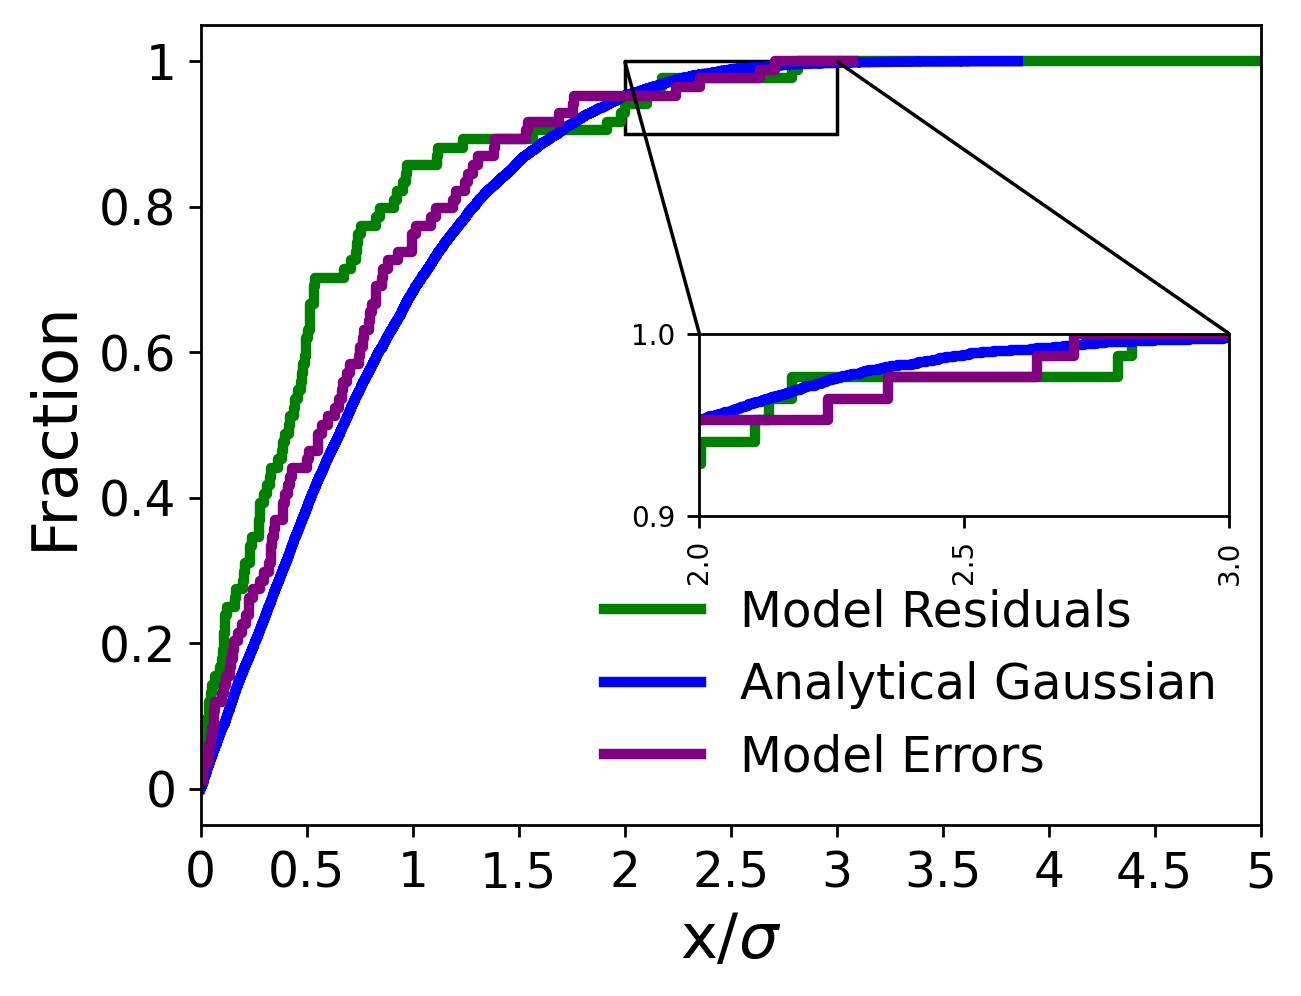 Fraction
1
0.8
0.6
0.4
0.2
0
1.0
0.9
2.0
2.5
3.0
Model Residuals
Analytical Gaussian
Model Errors
0 0.5 1 1.5 2 2.5 3 3.5 4 4.5 5
x/σ